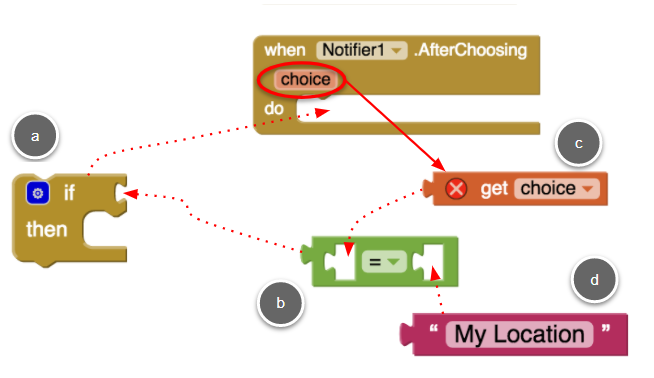 when Notifier1 .AfterChoosing
choice
do
a
c
if
get choice
then
=
b
d
“ My Location ”